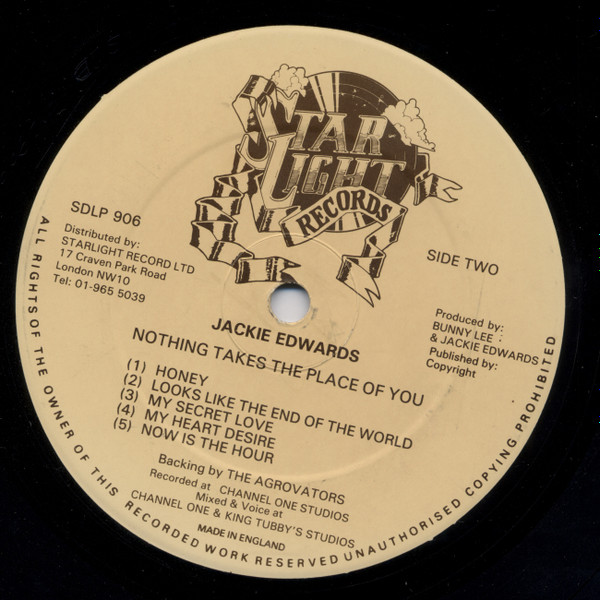 STAR
LIGHT
RECORDS
SDLP 906
Distributed by:
STARLIGHT RECORD LTD
17 Craven Park Road
London NW10
Tel: 01-965 5039
SIDE TWO
Produced by:
BUNNY LEE :
& JACKIE EDWARDS
Published by:
Copyright
JACKIE EDWARDS
NOTHING TAKES THE PLACE OF YOU
(1) HONEY
(2) LOOKS LIKE THE END OF THE WORLD
(3) MY SECRET LOVE
(4) MY HEART DESIRE
(5) NOW IS THE HOUR
Backing by THE AGROVATORS
Recorded at CHANNEL ONE STUDIOS
Mixed & Voice at
CHANNEL ONE & KING TUBBY'S STUDIOS
MADE IN ENGLAND
ALL RIGHTS OF THE OWNER OF THIS RECORDED WORK RESERVED UNAUTHORISED COPYING PROHIBITED